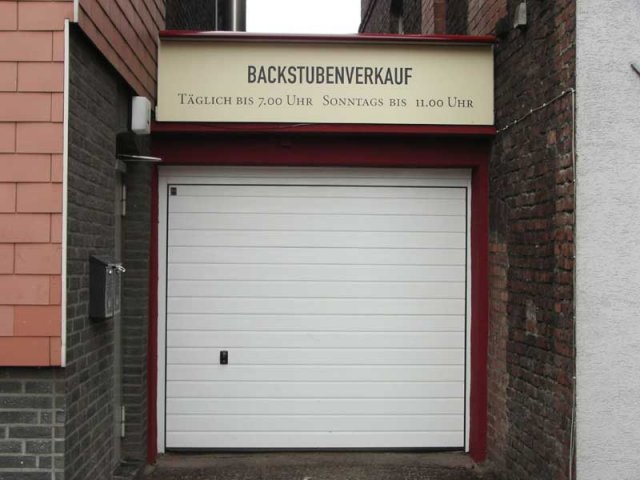 BACKSTUBENVERKAUF
TÄGLICH BIS 7.00 UHR SONNTAGS BIS 11.00 UHR